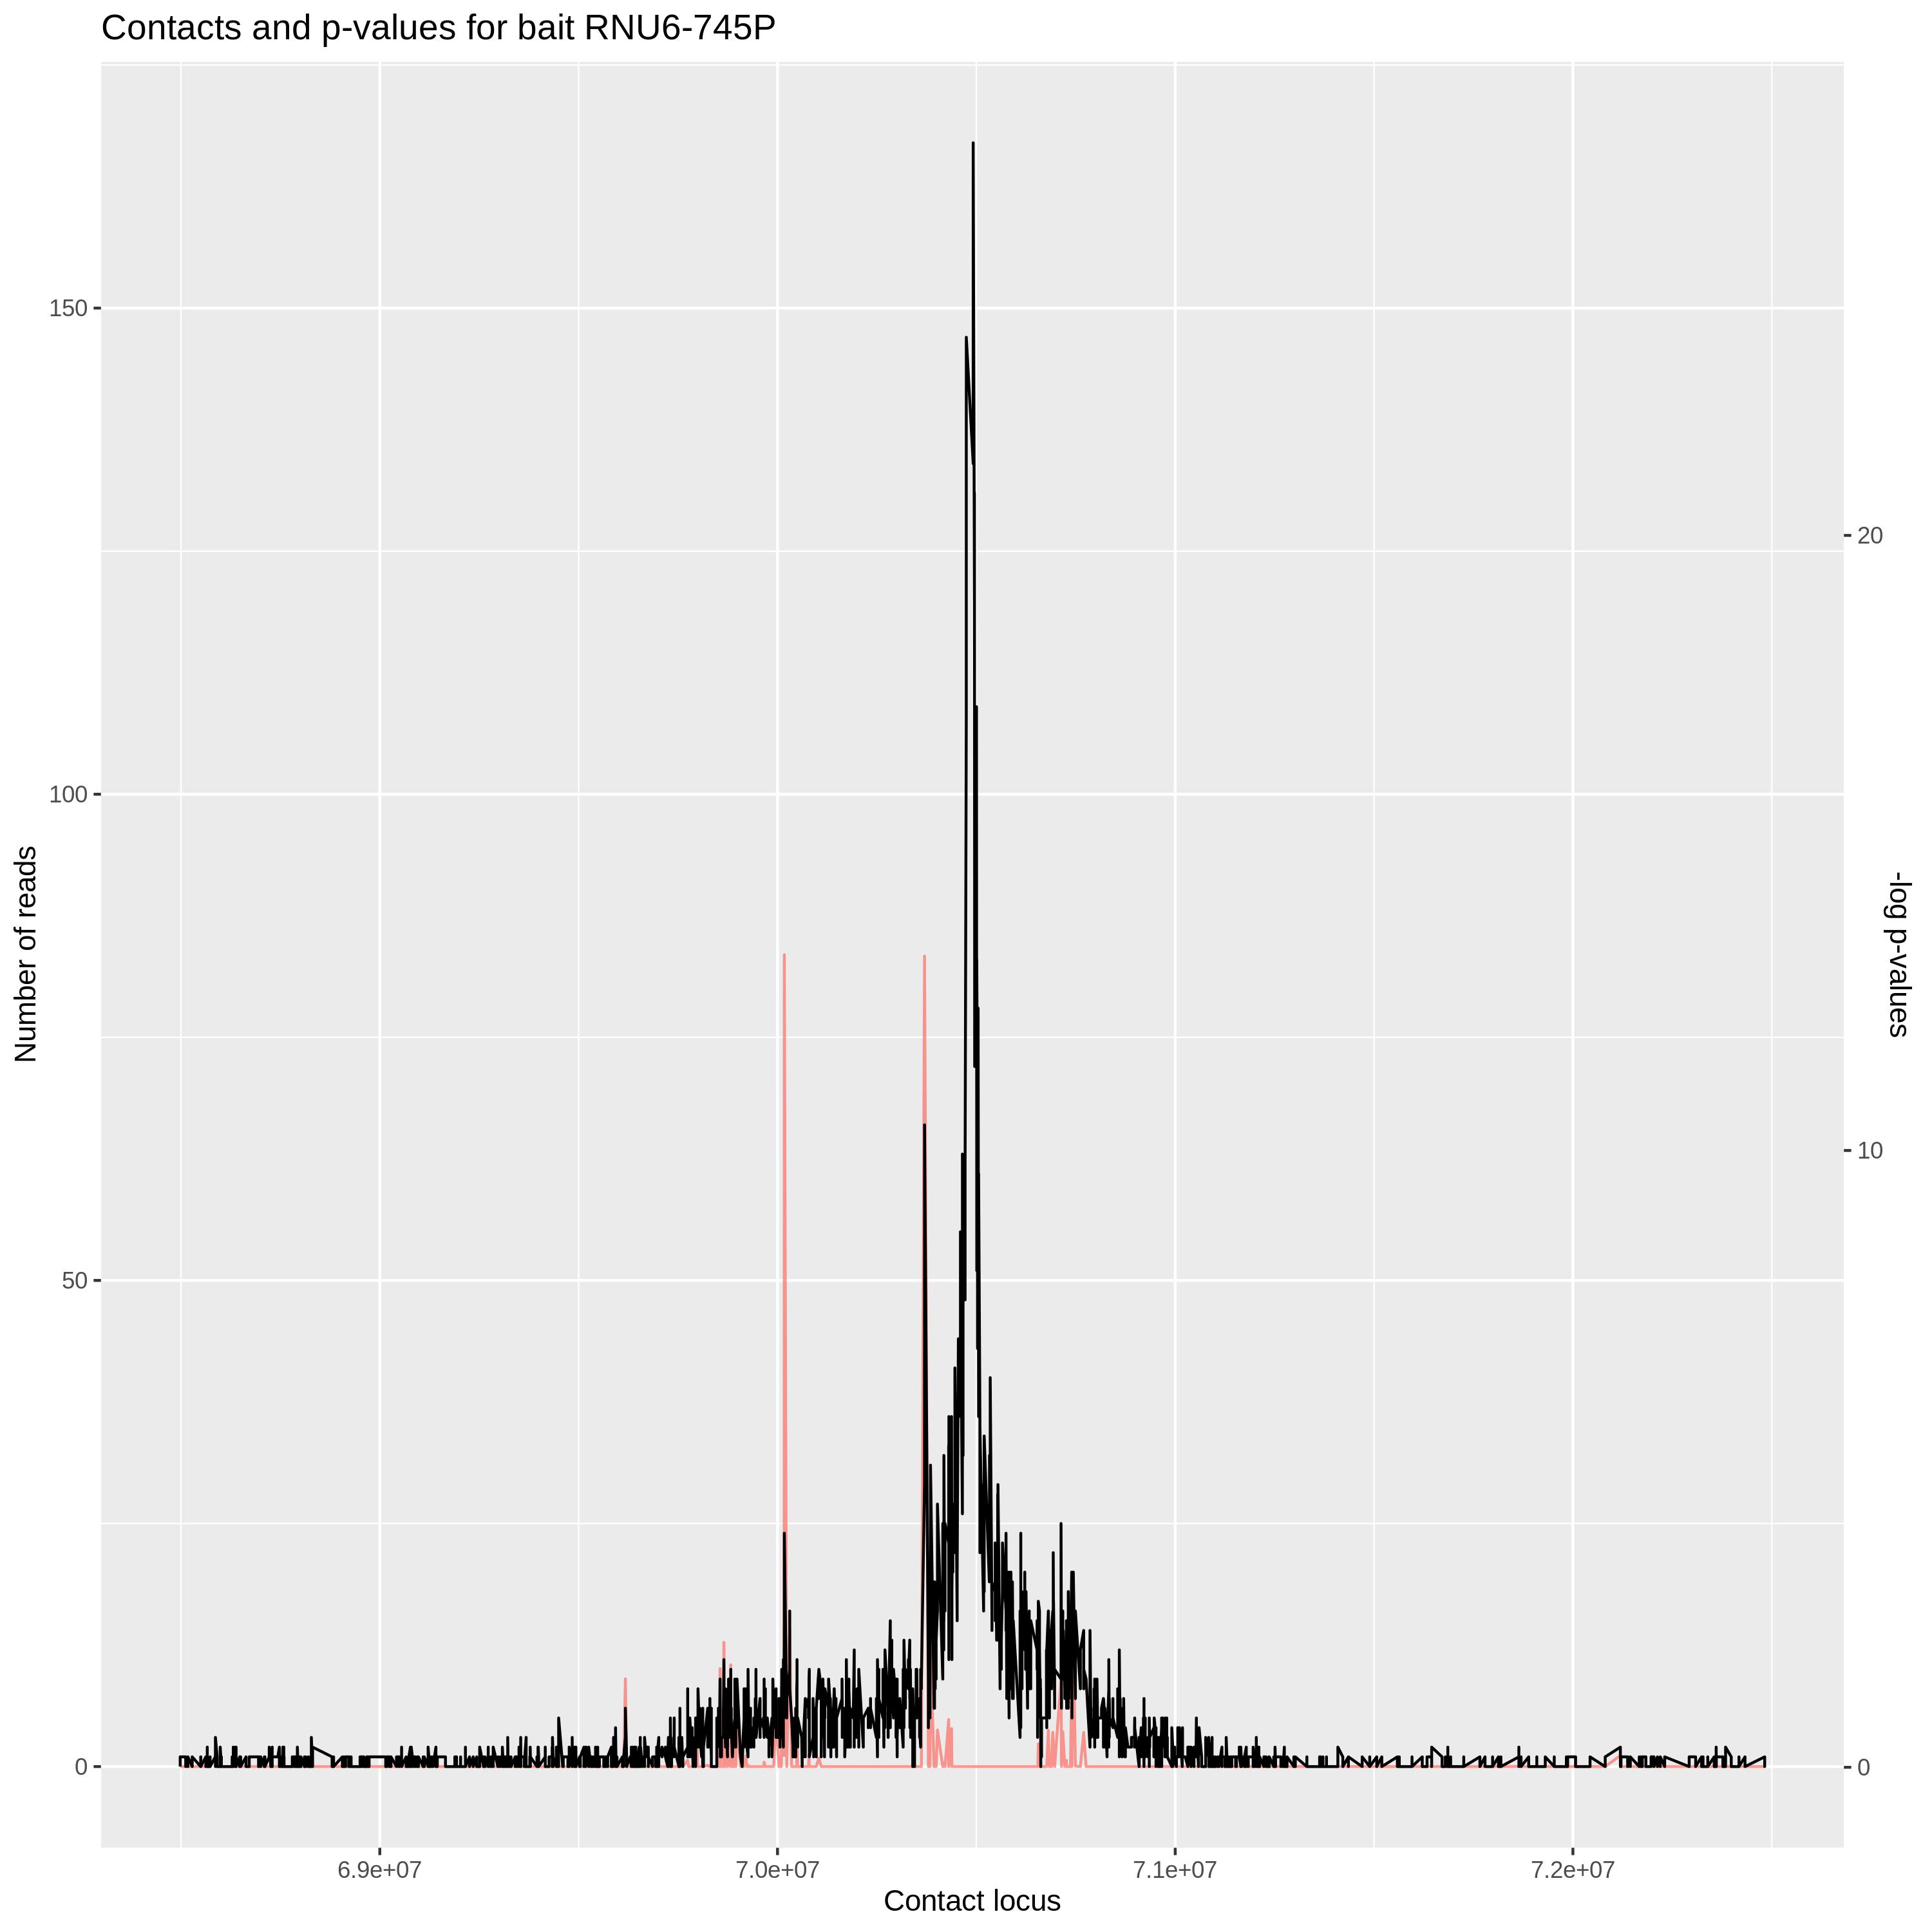 Contacts and p-values for bait RNU6-745P
150
100
50
0
Number of reads
20
10
0
-log p-values
6.9e+07 7.0e+07 7.1e+07 7.2e+07
Contact locus